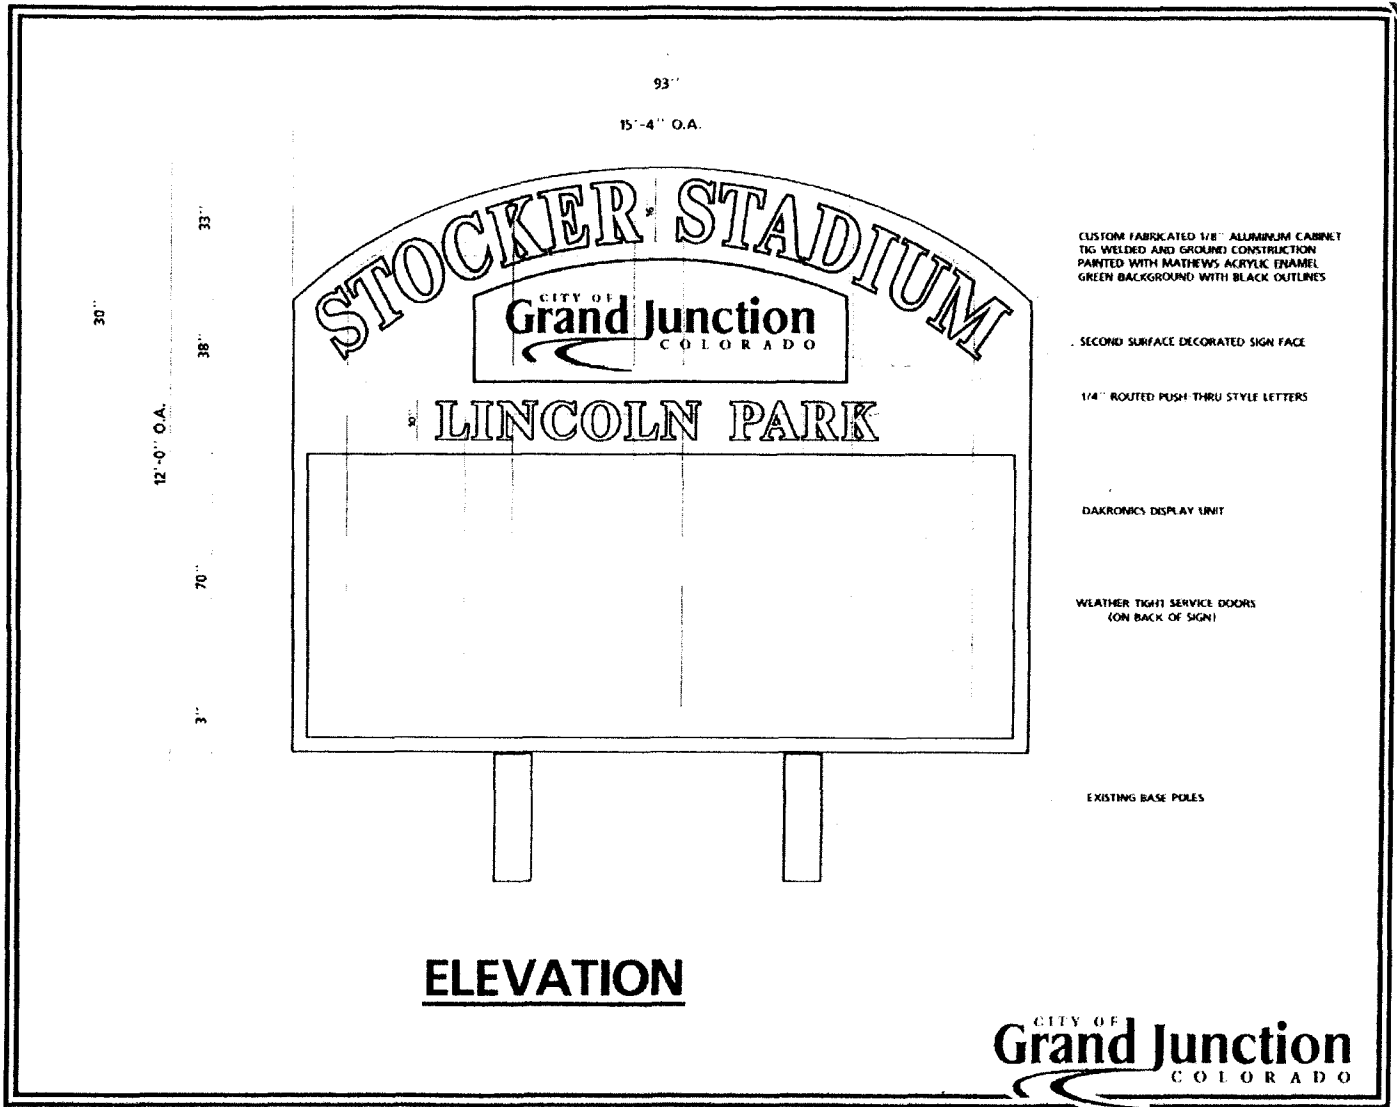 93''
15'-4'' O.A.
33''
30''
38''
12'-0'' O.A.
70''
3''
STOCKER STADIUM
16''
CITY OF
Grand Junction
COLORADO
10''
LINCOLN PARK
CUSTOM FABRICATED 1/8'' ALUMINUM CABINET
TIG WELDED AND GROUND CONSTRUCTION
PAINTED WITH MATHEWS ACRYLIC ENAMEL
GREEN BACKGROUND WITH BLACK OUTLINES
SECOND SURFACE DECORATED SIGN FACE
1/4'' ROUTED PUSH THRU STYLE LETTERS
DAKRONICS DISPLAY UNIT
WEATHER TIGHT SERVICE DOORS
(ON BACK OF SIGN)
EXISTING BASE POLES
ELEVATION
CITY OF
Grand Junction
COLORADO